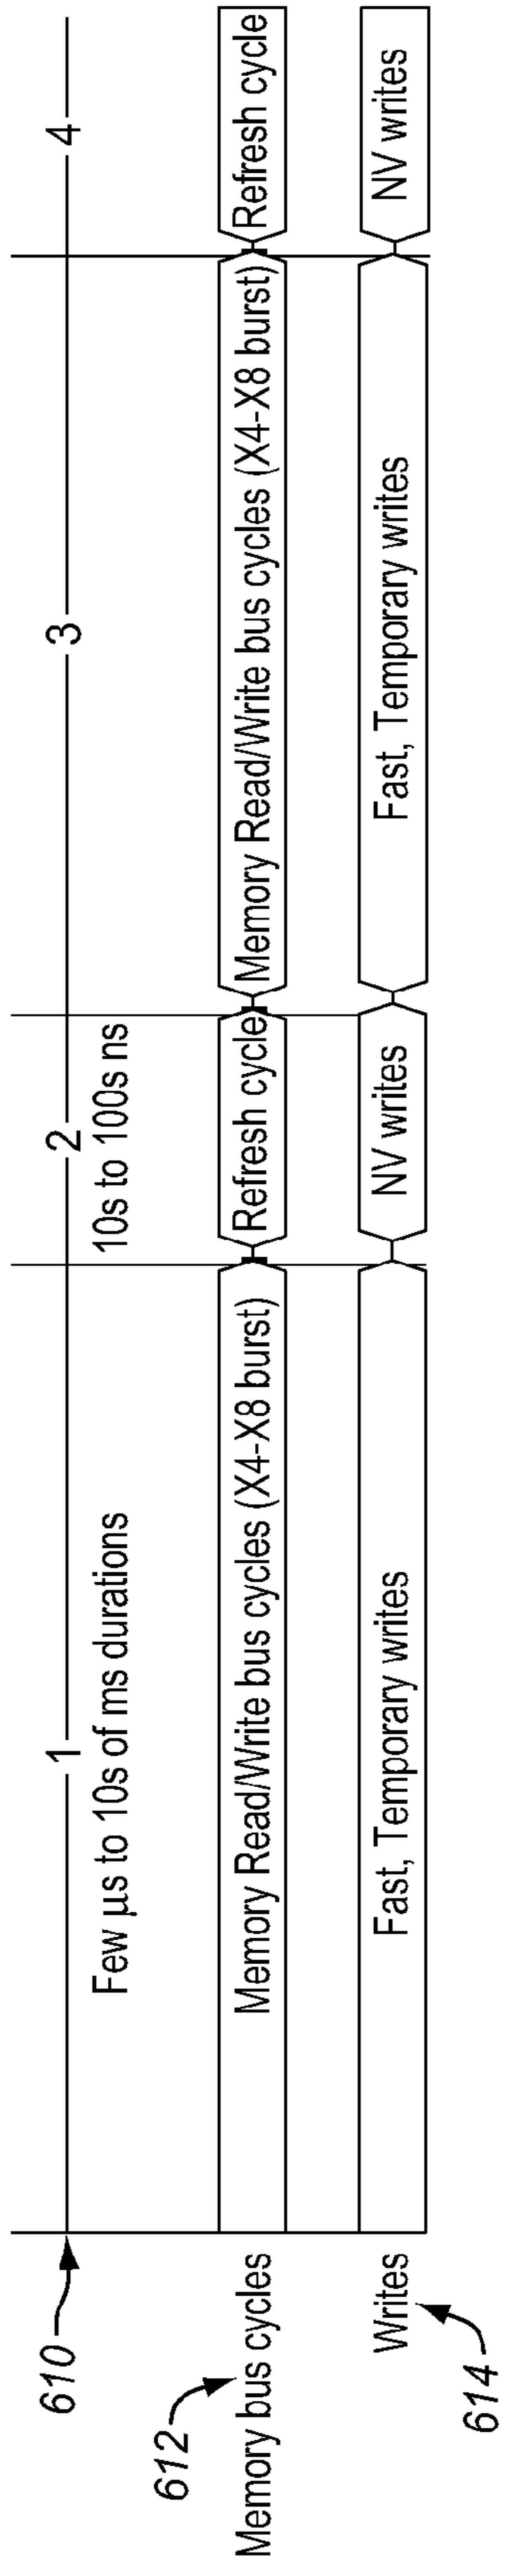 610
1
2
3
4
Few µs to 10s of ms durations
10s to 100s ns
612
Memory bus cycles
Memory Read/Write bus cycles (X4-X8 burst)
Refresh cycle
Memory Read/Write bus cycles (X4-X8 burst)
Refresh cycle
Writes
Fast, Temporary writes
NV writes
Fast, Temporary writes
NV writes
614